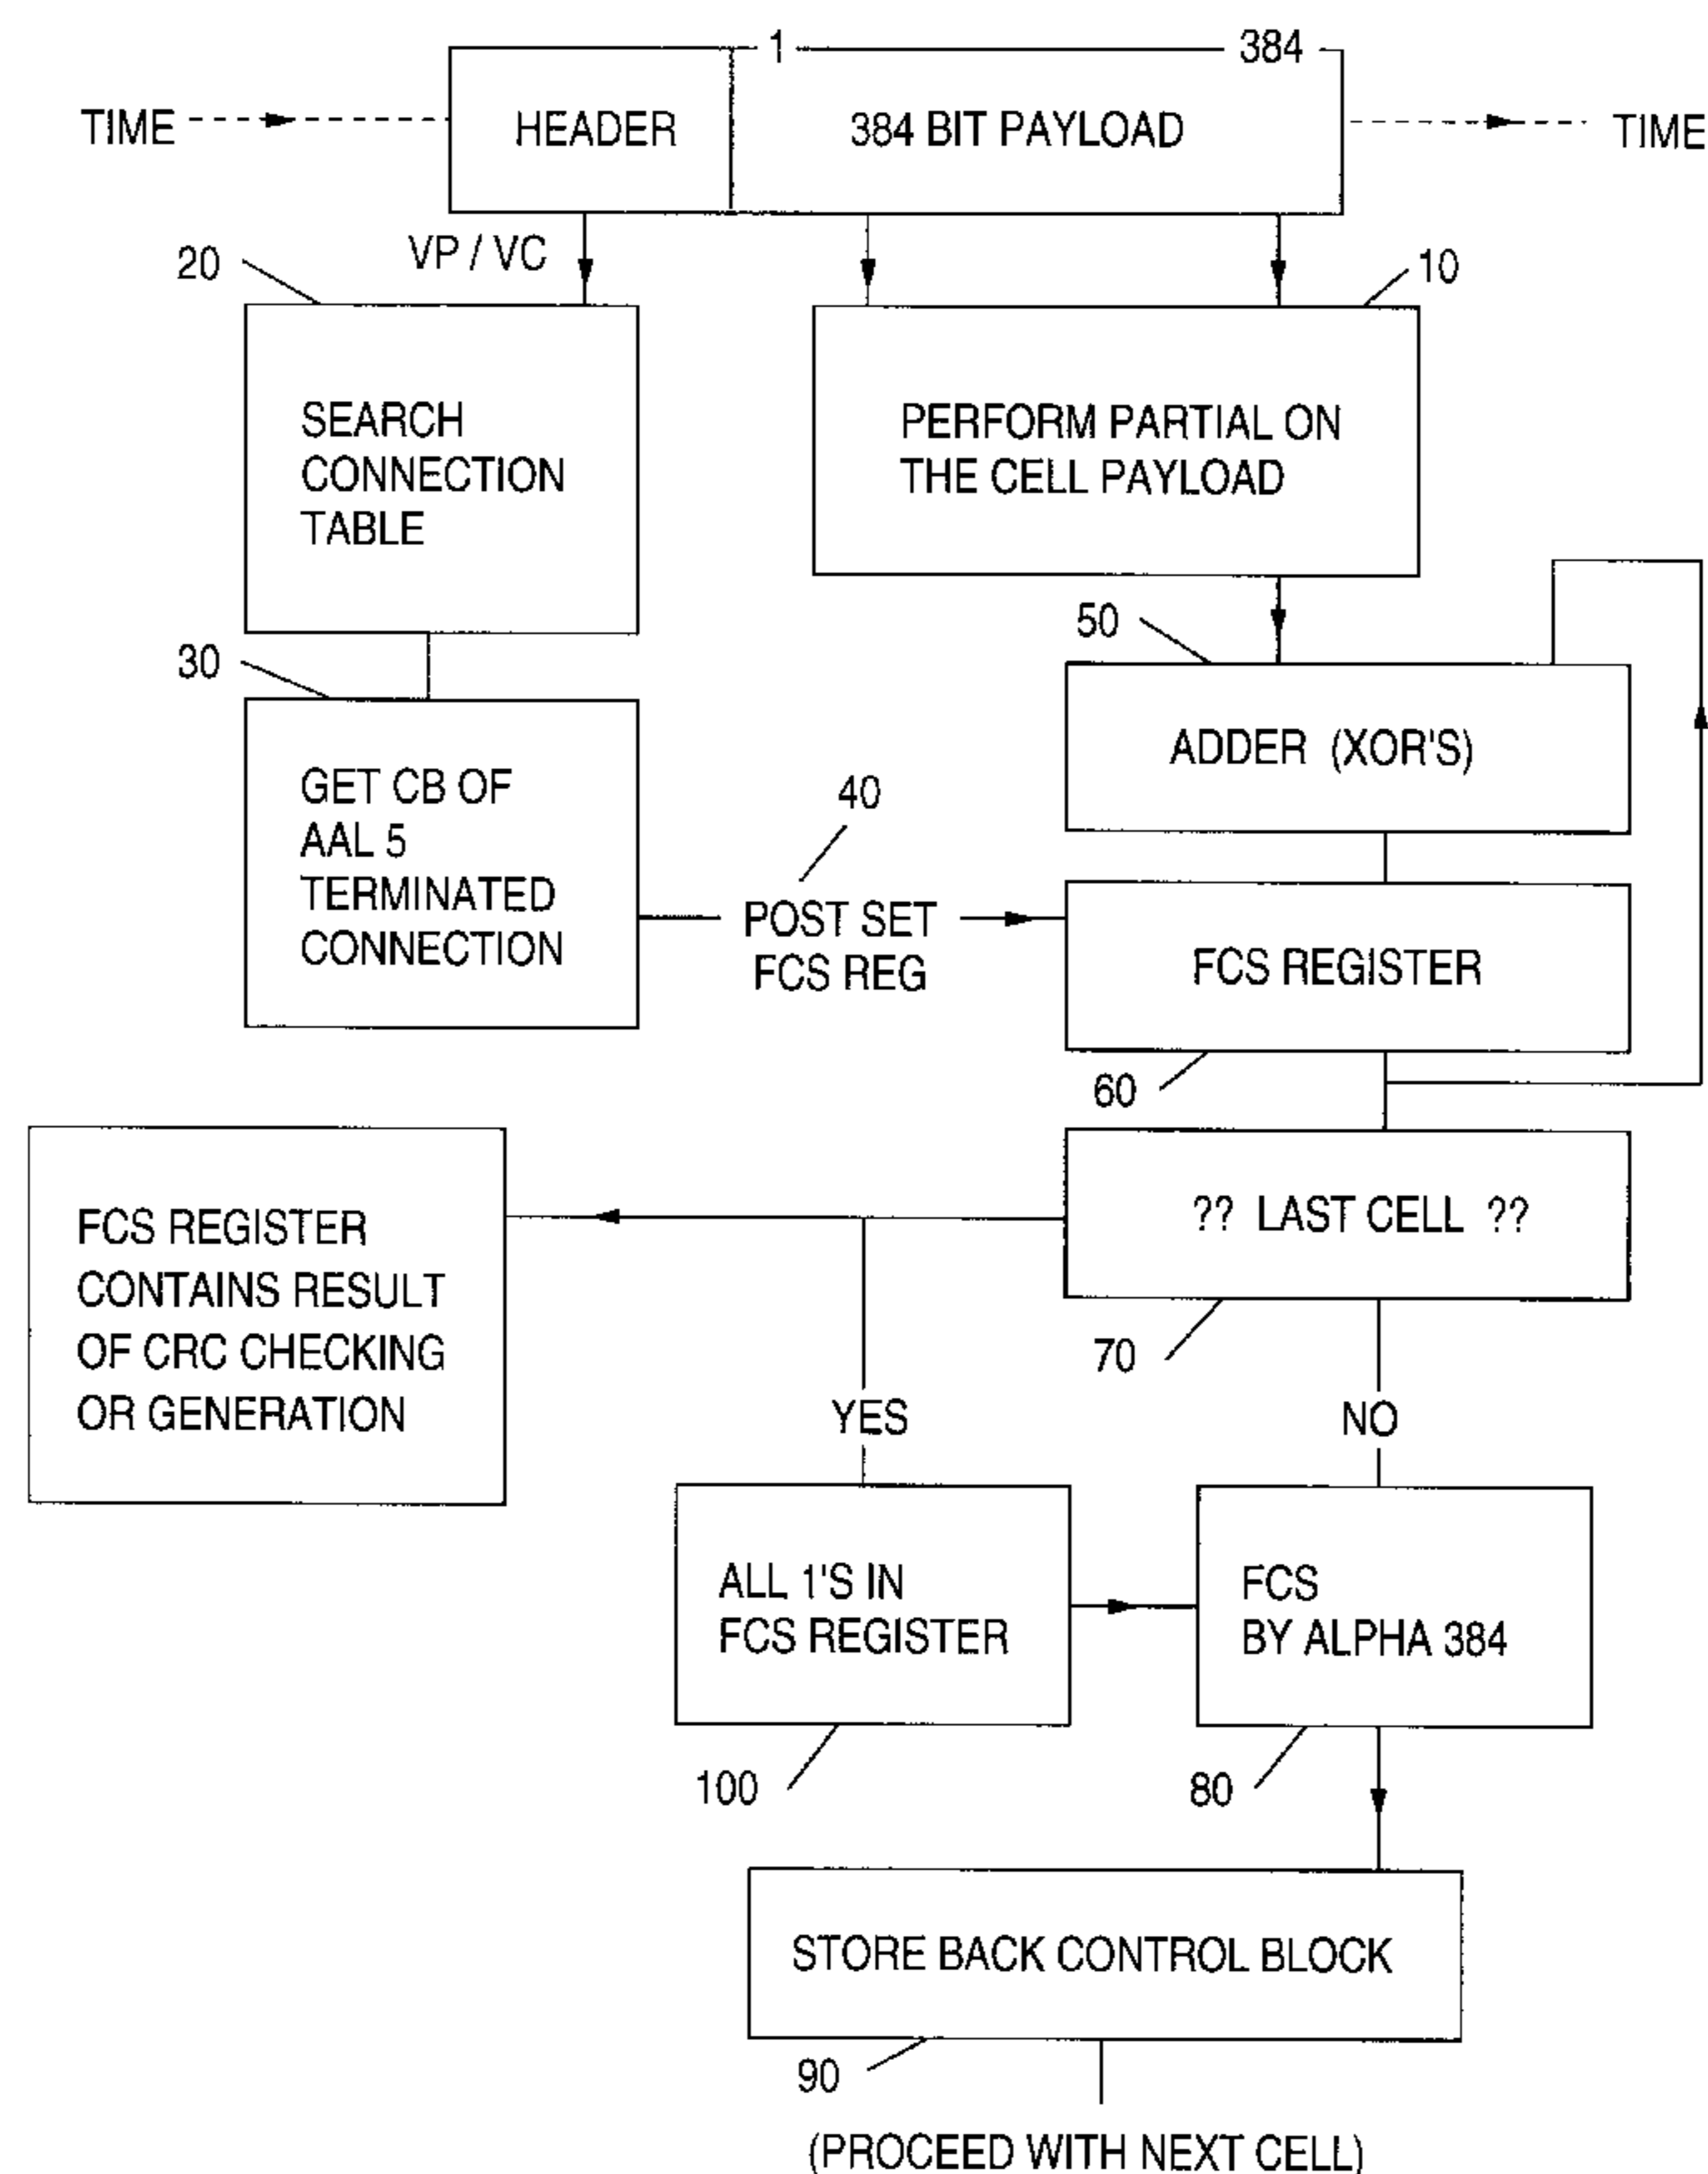 1 384
TIME HEADER 384 BIT PAYLOAD TIME
20 VP / VC 10
SEARCH
CONNECTION
TABLE
PERFORM PARTIAL ON
THE CELL PAYLOAD
50
30
ADDER (XOR'S)
GET CB OF
AAL 5
TERMINATED
CONNECTION
40
POST SET
FCS REG
FCS REGISTER
60
FCS REGISTER
CONTAINS RESULT
OF CRC CHECKING
OR GENERATION
?? LAST CELL ??
70
YES NO
ALL 1'S IN
FCS REGISTER
FCS
BY ALPHA 384
100 80
STORE BACK CONTROL BLOCK
90
(PROCEED WITH NEXT CELL)